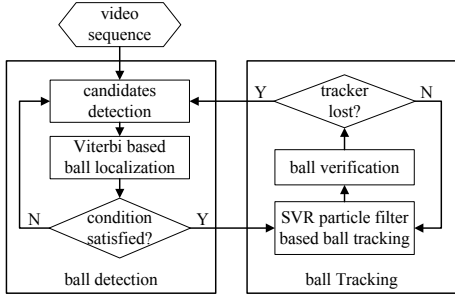 video
sequence
candidates
detection
Viterbi based
ball localization
condition
satisfied?
N
Y
ball detection
Y
tracker
lost?
N
ball verification
SVR particle filter
based ball tracking
ball Tracking